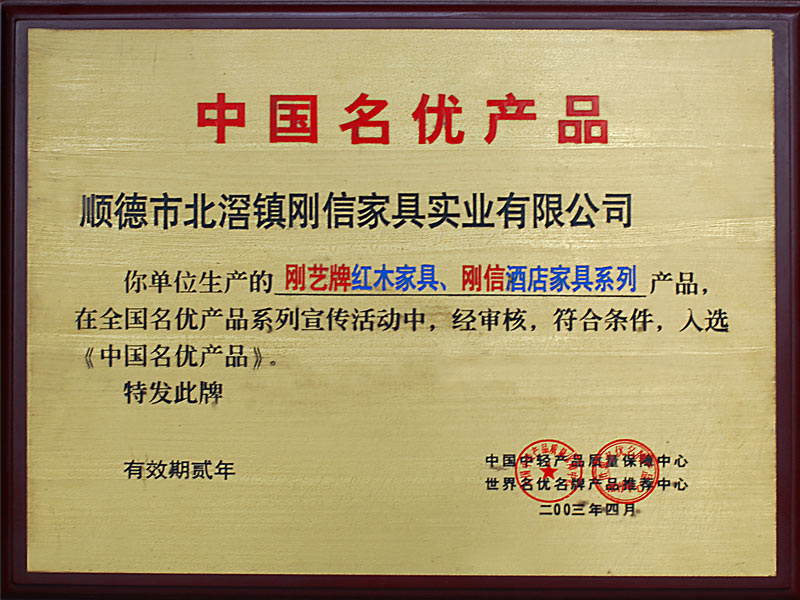 中国名优产品
顺德市北滘镇刚信家具实业有限公司
你单位生产的 刚艺牌红木家具、刚信酒店家具系列 产品，
在全国名优产品系列宣传活动中，经审核，符合条件，入选
《中国名优产品》。
特发此牌
有效期贰年
中国中轻产品质量保障中心
世界名优名牌产品推荐中心
二00三年四月